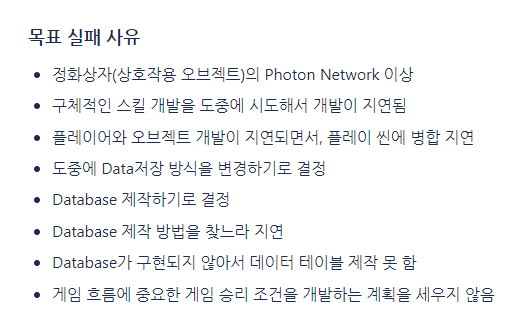 목표 실패 사유
정화상자(상호작용 오브젝트)의 Photon Network 이상
구체적인 스킬 개발을 도중에 시도해서 개발이 지연됨
플레이어와 오브젝트 개발이 지연되면서, 플레이 씬에 병합 지연
도중에 Data저장 방식을 변경하기로 결정
Database 제작하기로 결정
Database 제작 방법을 찾느라 지연
Database가 구현되지 않아서 데이터 테이블 제작 못 함
게임 흐름에 중요한 게임 승리 조건을 개발하는 계획을 세우지 않음